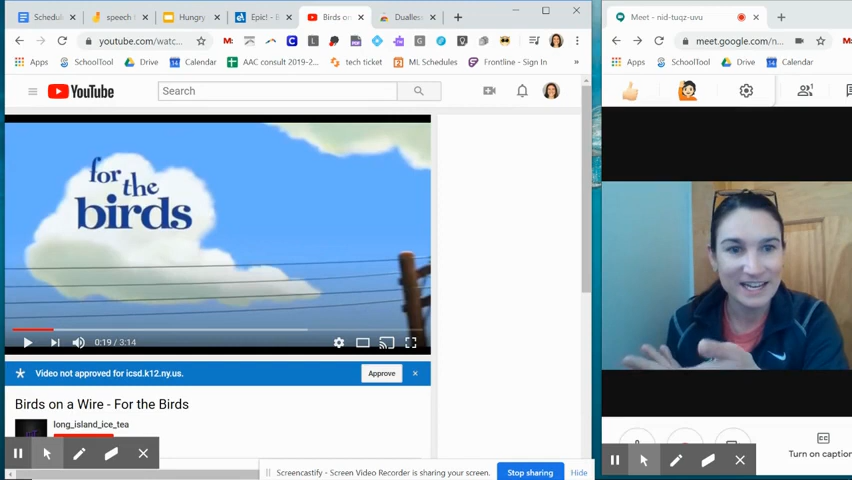 Schedul
speech
Hungry
Epic! - B
Birds on
Dualles
Meet - nid-tuqz-uvu
youtube.com/watc...
meet.google.com/n...
Apps SchoolTool Drive Calendar AAC consult 2019-2... tech ticket ML Schedules Frontline - Sign In »
Apps SchoolTool Drive Calendar
YouTube
Search
for
the
birds
0:19 / 3:14
Video not approved for icsd.k12.ny.us.
Approve
Birds on a Wire - For the Birds
long_island_ice_tea
Turn on caption
Screencastify - Screen Video Recorder is sharing your screen.
Stop sharing
Hide